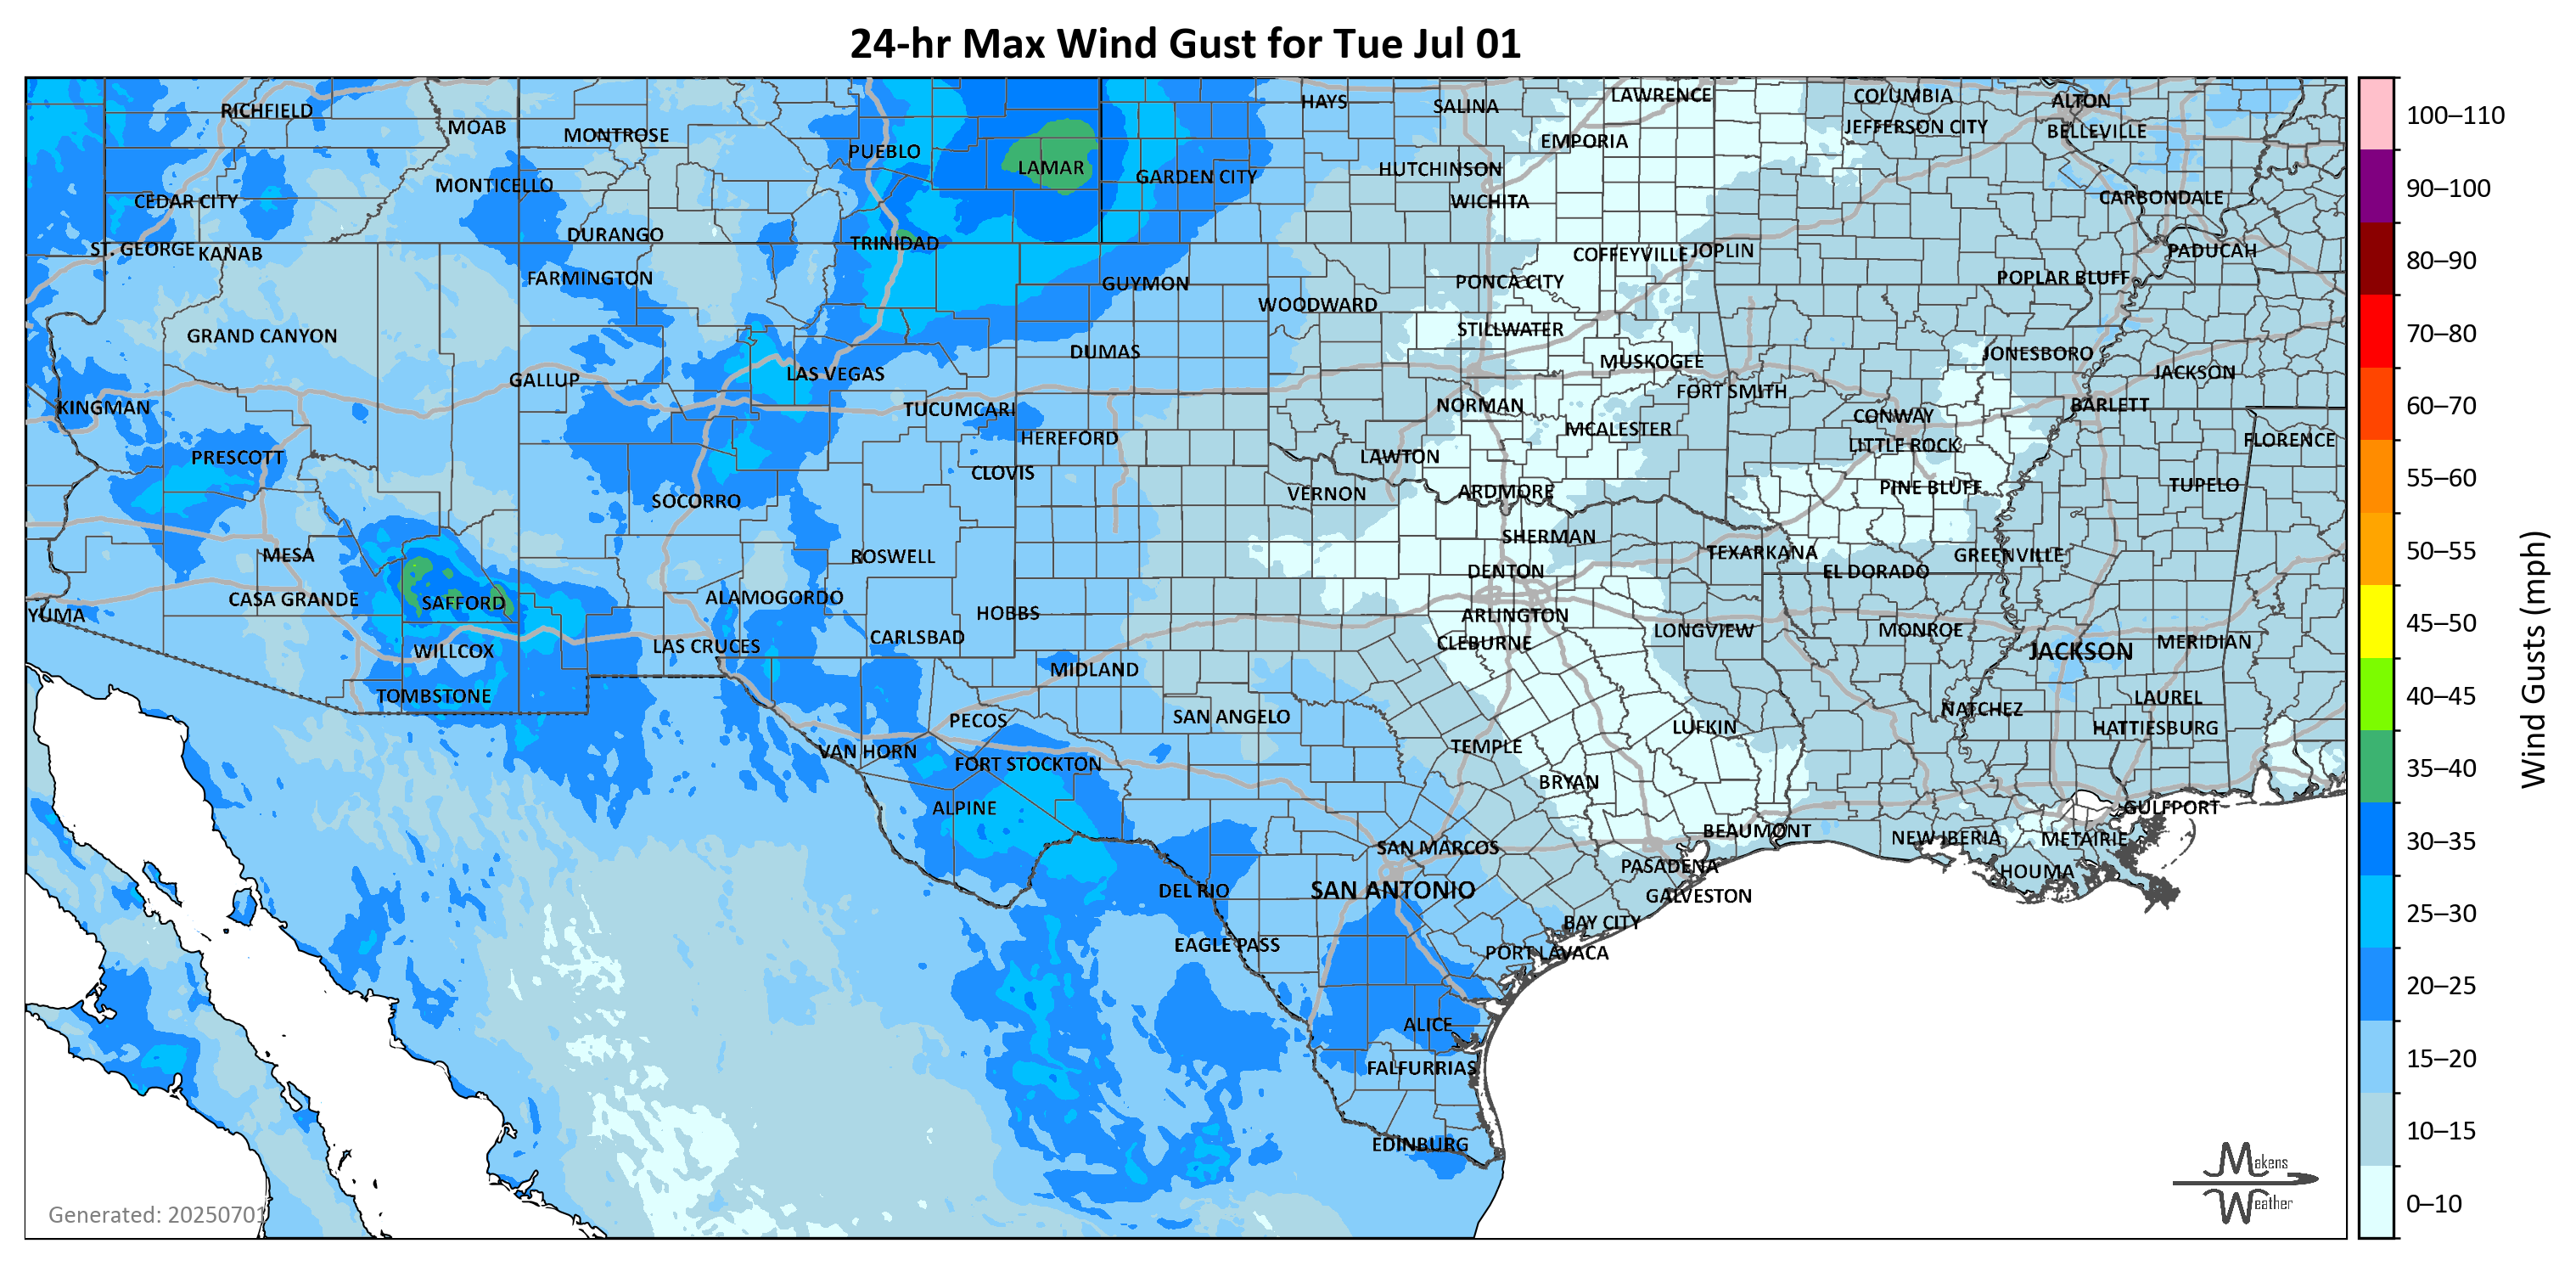 24-hr Max Wind Gust for Tue Jul 01
RICHFIELD
MOAB
MONTROSE
PUEBLO
LAMAR
GARDEN CITY
HAYS
SALINA
LAWRENCE
EMPORIA
COLUMBIA
JEFFERSON CITY
ALTON
BELLEVILLE
HUTCHINSON
WICHITA
CARBONDALE
CEDAR CITY
MONTICELLO
DURANGO
TRINIDAD
ST. GEORGE
KANAB
FARMINGTON
GUYMON
WOODWARD
PONCA CITY
COFFEYVILLE
JOPLIN
POPLAR BLUFF
PADUCAH
GRAND CANYON
STILLWATER
DUMAS
MUSKOGEE
JONESBORO
JACKSON
GALLUP
LAS VEGAS
FORT SMITH
KINGMAN
TUCUMCARI
NORMAN
CONWAY
BARLETT
PRESCOTT
HEREFORD
MCALESTER
LITTLE ROCK
FLORENCE
CLOVIS
LAWTON
SOCORRO
VERNON
ARDMORE
PINE BLUFF
TUPELO
MESA
ROSWELL
SHERMAN
TEXARKANA
GREENVILLE
DENTON
EL DORADO
YUMA
CASA GRANDE
SAFFORD
ALAMOGORDO
HOBBS
ARLINGTON
WILLCOX
LAS CRUCES
CARLSBAD
CLEBURNE
LONGVIEW
MONROE
JACKSON
MERIDIAN
TOMBSTONE
MIDLAND
PECOS
SAN ANGELO
NATCHEZ
LAUREL
HATTIESBURG
VAN HORN
FORT STOCKTON
TEMPLE
LUFKIN
ALPINE
BRYAN
GULFPORT
SAN MARCOS
BEAUMONT
NEW IBERIA
METAIRIE
DEL RIO
SAN ANTONIO
PASADENA
GALVESTON
HOUMA
EAGLE PASS
BAY CITY
PORT LAVACA
ALICE
FALFURRIAS
EDINBURG
Generated: 20250701
Makens
Weather
100–110
90–100
80–90
70–80
60–70
55–60
50–55
45–50
40–45
35–40
30–35
25–30
20–25
15–20
10–15
0–10
Wind Gusts (mph)